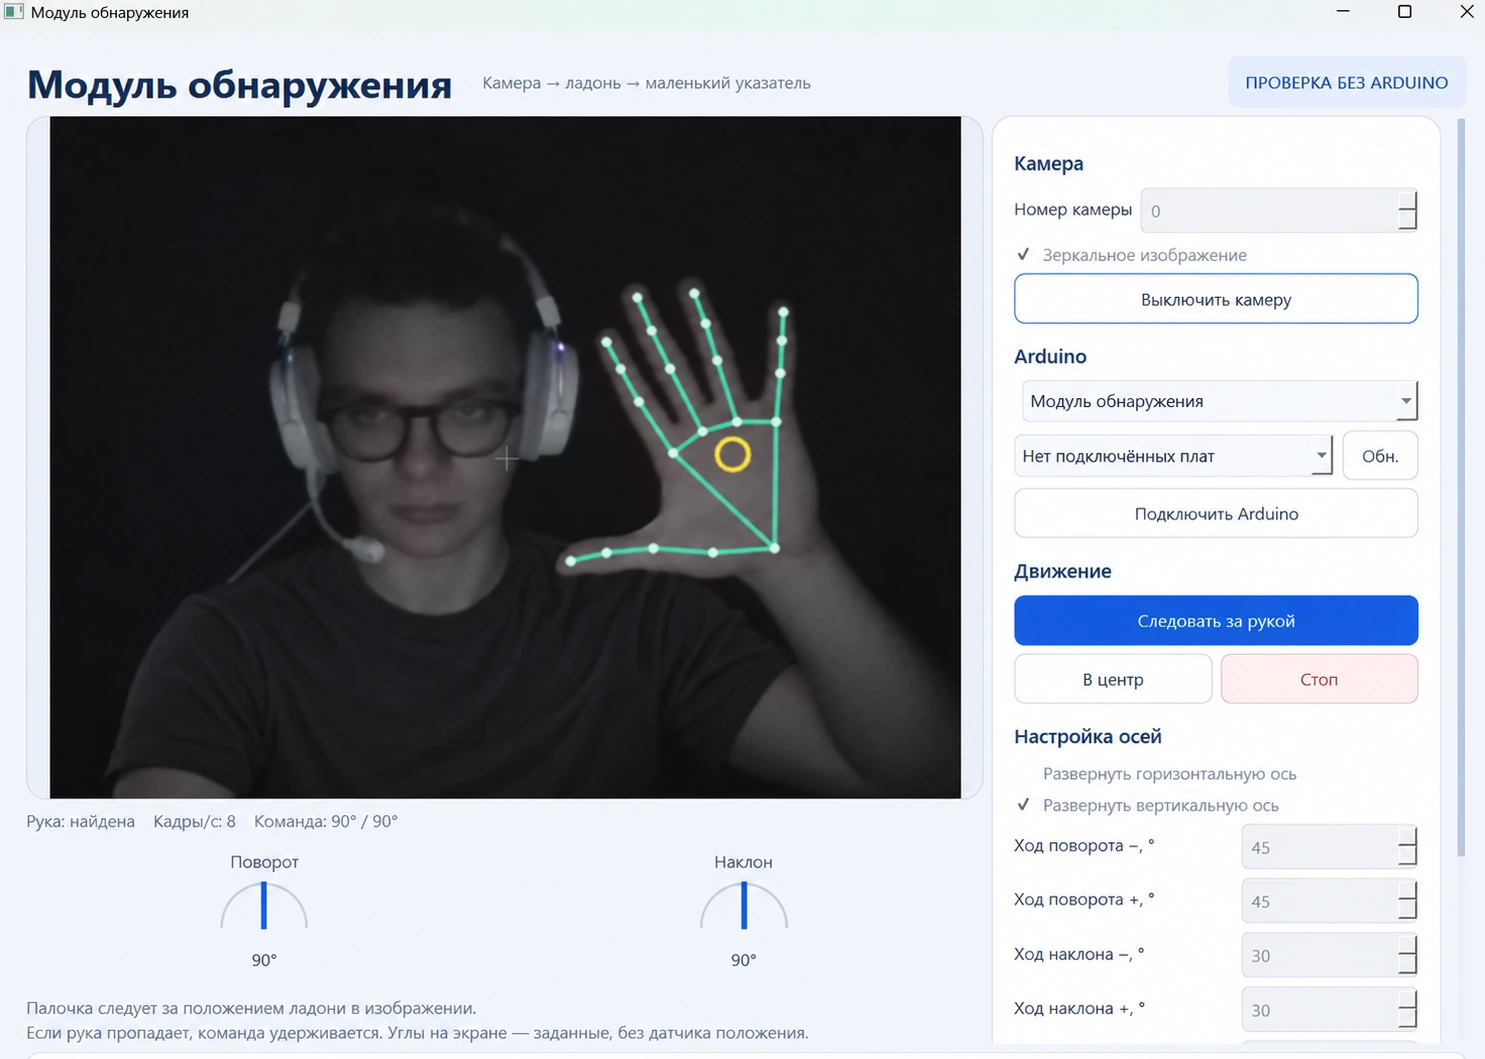 Модуль обнаружения
Модуль обнаружения
Камера → ладонь → маленький указатель
ПРОВЕРКА БЕЗ ARDUINO
Камера
Номер камеры 0
✓ Зеркальное изображение
Выключить камеру
Arduino
Модуль обнаружения
Нет подключённых плат Обн.
Подключить Arduino
Движение
Следовать за рукой
В центр Стоп
Настройка осей
Развернуть горизонтальную ось
✓ Развернуть вертикальную ось
Ход поворота –, ° 45
Ход поворота +, ° 45
Ход наклона –, ° 30
Ход наклона +, ° 30
Рука: найдена Кадры/с: 8 Команда: 90° / 90°
Поворот Наклон
90° 90°
Палочка следует за положением ладони в изображении.
Если рука пропадает, команда удерживается. Углы на экране — заданные, без датчика положения.